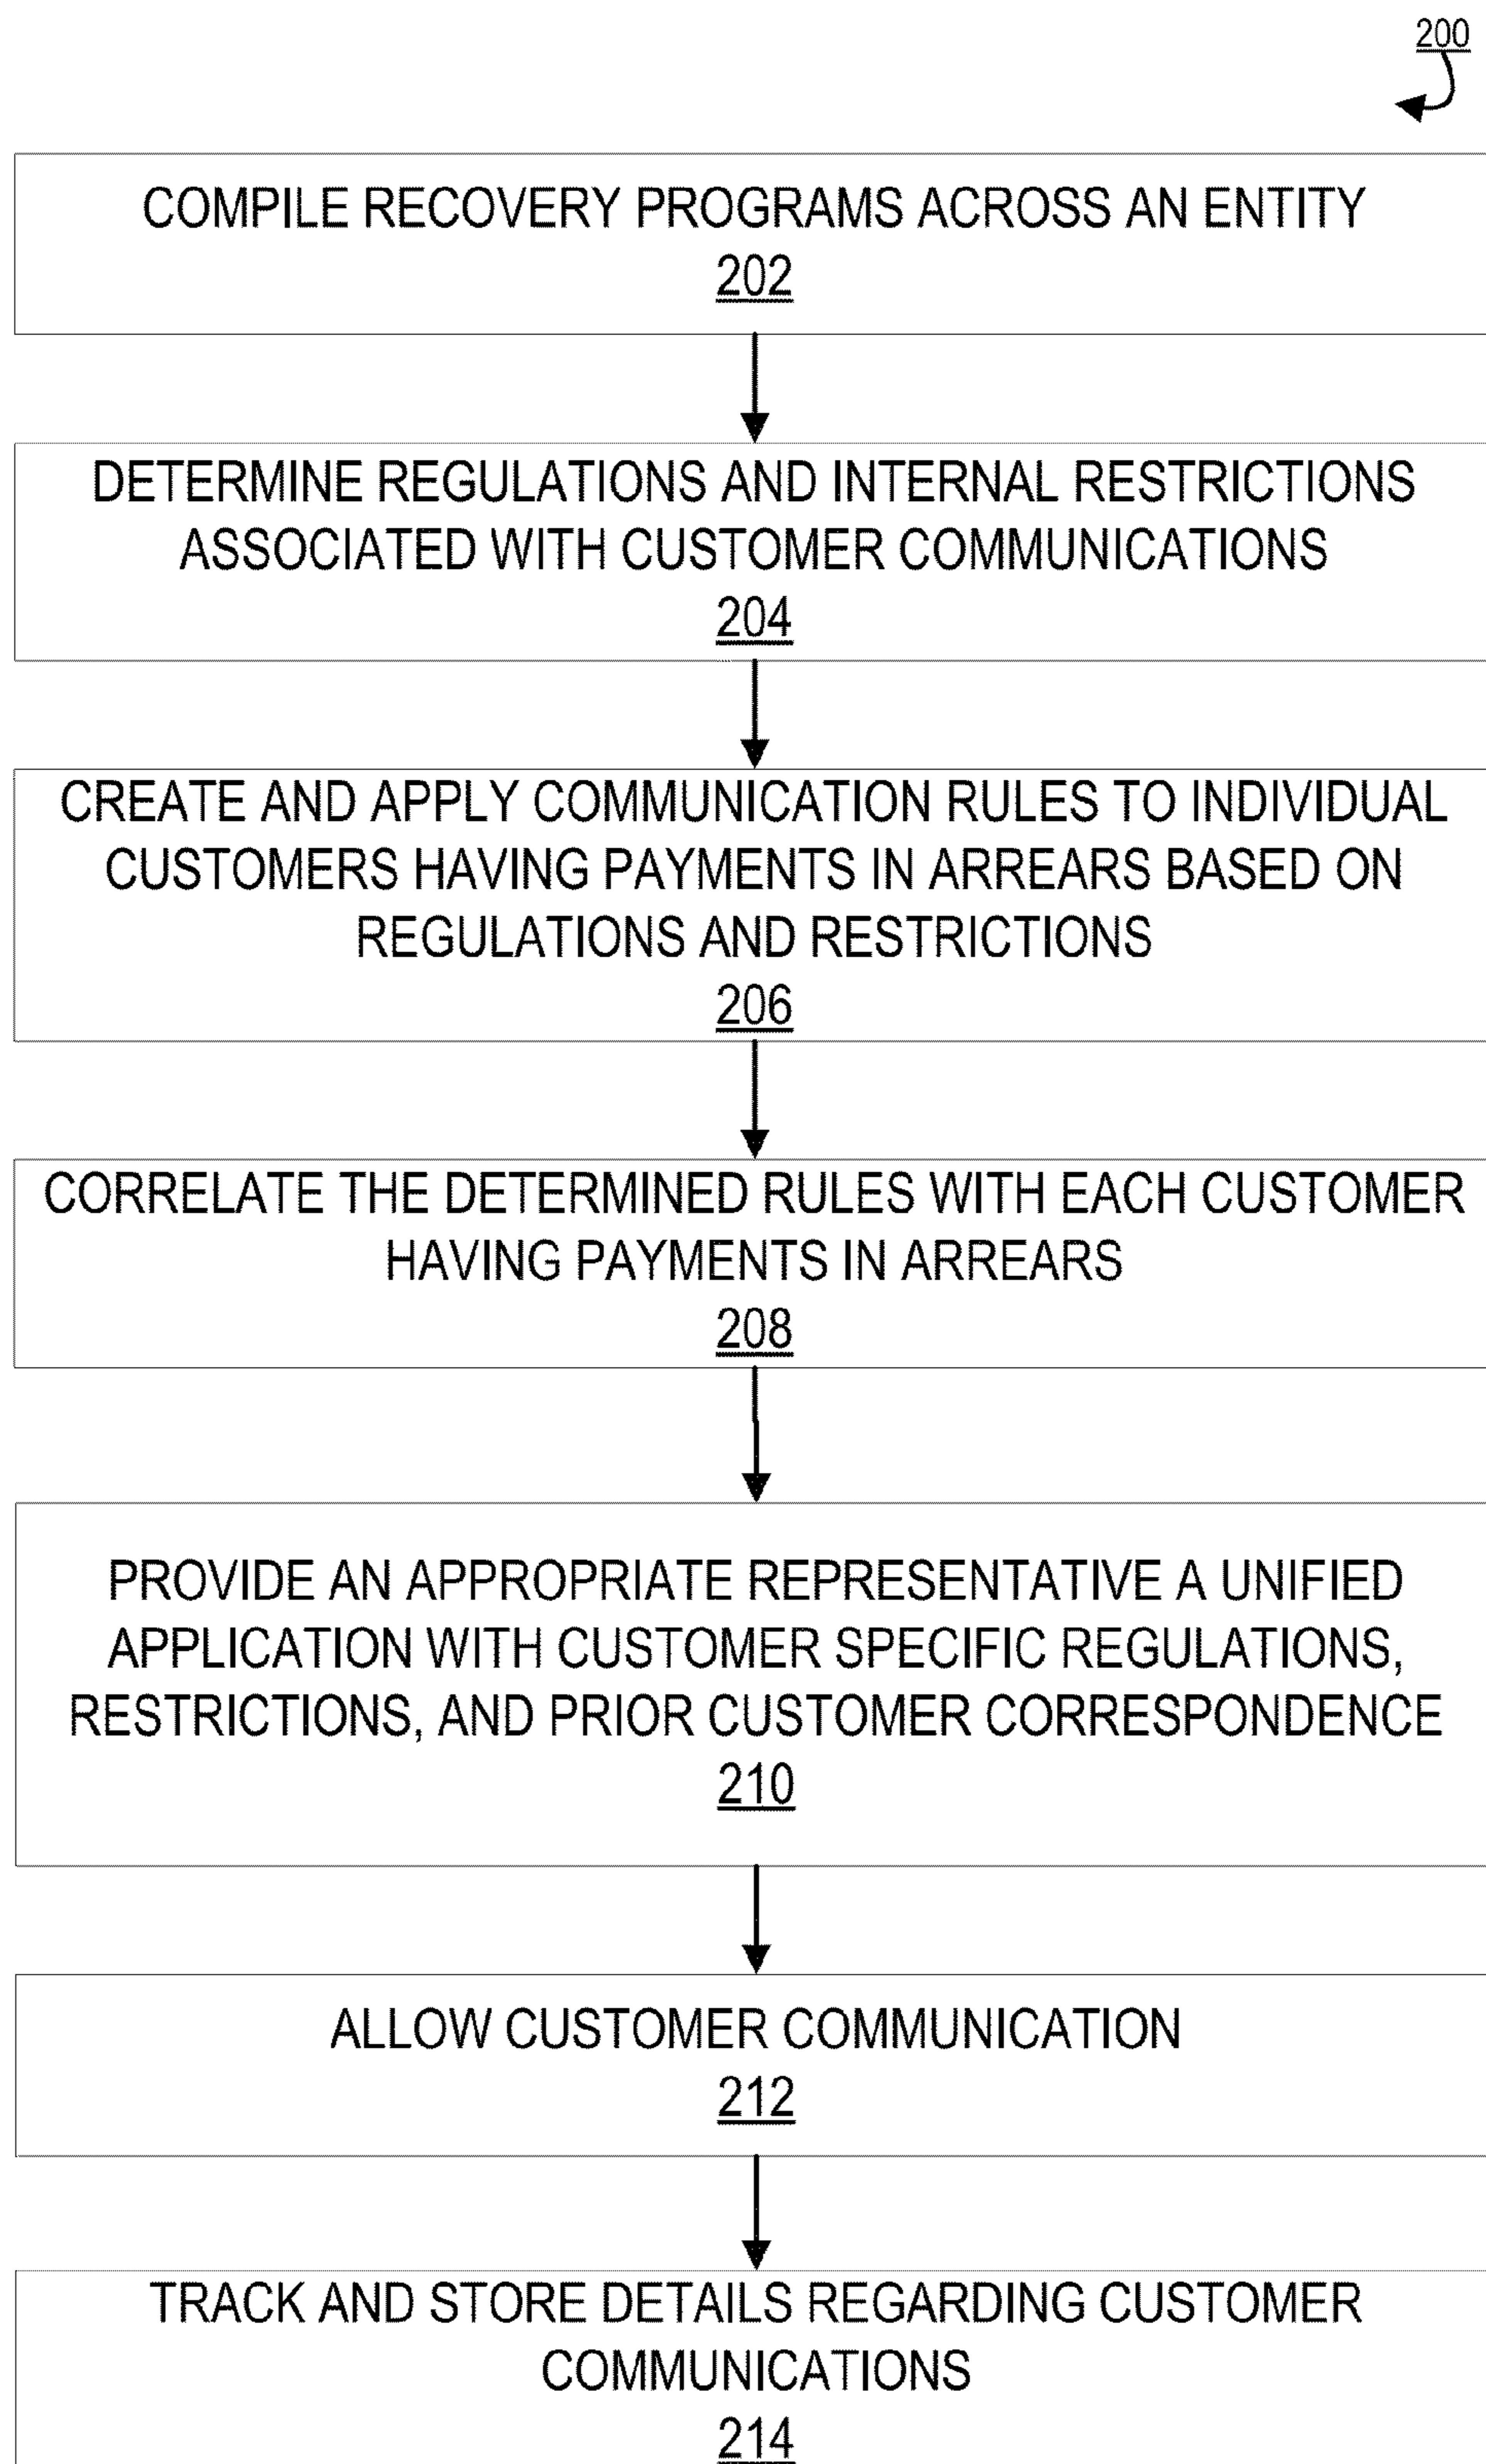 200
COMPILE RECOVERY PROGRAMS ACROSS AN ENTITY
202
DETERMINE REGULATIONS AND INTERNAL RESTRICTIONS
ASSOCIATED WITH CUSTOMER COMMUNICATIONS
204
CREATE AND APPLY COMMUNICATION RULES TO INDIVIDUAL
CUSTOMERS HAVING PAYMENTS IN ARREARS BASED ON
REGULATIONS AND RESTRICTIONS
206
CORRELATE THE DETERMINED RULES WITH EACH CUSTOMER
HAVING PAYMENTS IN ARREARS
208
PROVIDE AN APPROPRIATE REPRESENTATIVE A UNIFIED
APPLICATION WITH CUSTOMER SPECIFIC REGULATIONS,
RESTRICTIONS, AND PRIOR CUSTOMER CORRESPONDENCE
210
ALLOW CUSTOMER COMMUNICATION
212
TRACK AND STORE DETAILS REGARDING CUSTOMER
COMMUNICATIONS
214